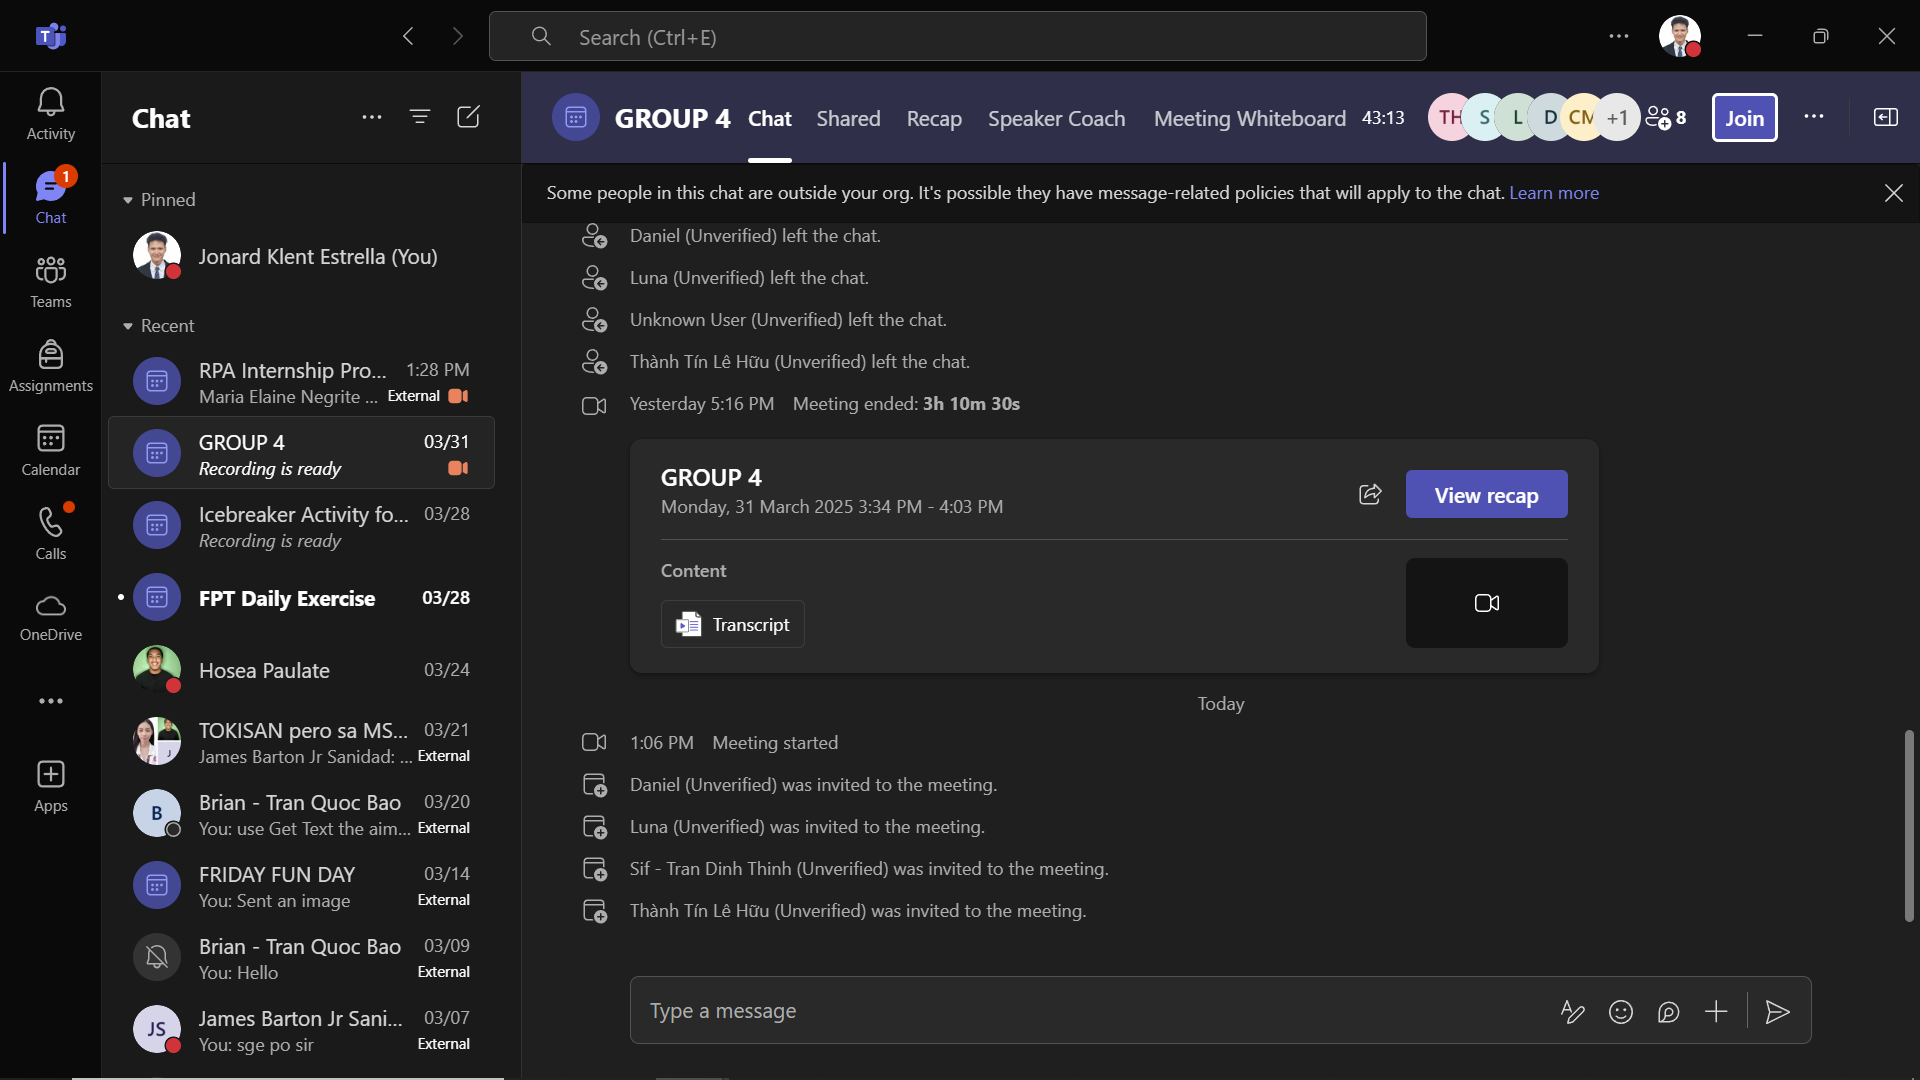 T
Search (Ctrl+E)
Activity
1
Chat
Teams
Assignments
Calendar
Calls
OneDrive
Apps
Chat
Pinned
Jonard Klent Estrella (You)
Recent
RPA Internship Pro... 1:28 PM
Maria Elaine Negrite ... External
GROUP 4 03/31
Recording is ready
Icebreaker Activity fo... 03/28
Recording is ready
FPT Daily Exercise 03/28
Hosea Paulate 03/24
TOKISAN pero sa MS... 03/21
J
James Barton Jr Sanidad: ... External
B
Brian - Tran Quoc Bao 03/20
You: use Get Text the aim... External
FRIDAY FUN DAY 03/14
You: Sent an image External
Brian - Tran Quoc Bao 03/09
You: Hello External
JS
James Barton Jr Sani... 03/07
You: sge po sir External
GROUP 4 Chat Shared Recap Speaker Coach Meeting Whiteboard 43:13 TH S L D CM +1 8 Join
Some people in this chat are outside your org. It's possible they have message-related policies that will apply to the chat. Learn more
Daniel (Unverified) left the chat.
Luna (Unverified) left the chat.
Unknown User (Unverified) left the chat.
Thành Tín Lê Hữu (Unverified) left the chat.
Yesterday 5:16 PM Meeting ended: 3h 10m 30s
GROUP 4
Monday, 31 March 2025 3:34 PM - 4:03 PM
View recap
Content
Transcript
Today
1:06 PM Meeting started
Daniel (Unverified) was invited to the meeting.
Luna (Unverified) was invited to the meeting.
Sif - Tran Dinh Thinh (Unverified) was invited to the meeting.
Thành Tín Lê Hữu (Unverified) was invited to the meeting.
Type a message